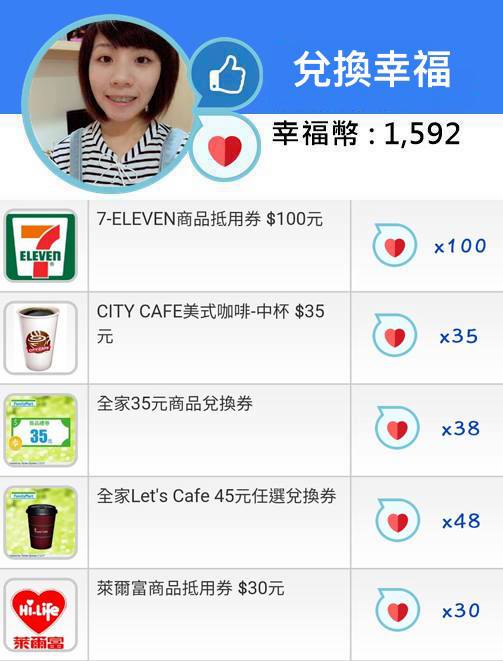 兌換幸福
幸福幣 : 1,592
7
ELEVEN
7-ELEVEN商品抵用券 $100元
x100
CITY CAFE美式咖啡-中杯 $35
元
x35
FamilyMart
35元
全家35元商品兌換券
x38
FamilyMart
全家Let's Cafe 45元任選兌換券
x48
Hi-Life
萊爾富
萊爾富商品抵用券 $30元
x30